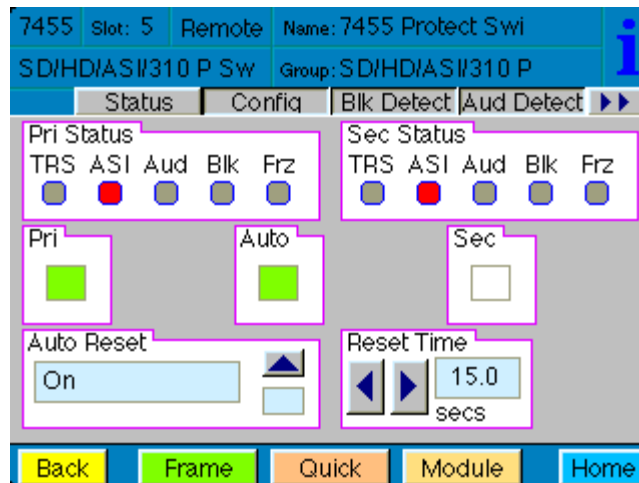 7455 Slot: 5 Remote Name: 7455 Protect Swi
SD/HD/ASI/310 P Sw Group: SD/HD/ASI/310 P
Status Config Blk Detect Aud Detect
Pri Status Sec Status
TRS ASI Aud Blk Frz TRS ASI Aud Blk Frz
Pri Auto Sec
Auto Reset Reset Time
On 15.0
secs
Back Frame Quick Module Home